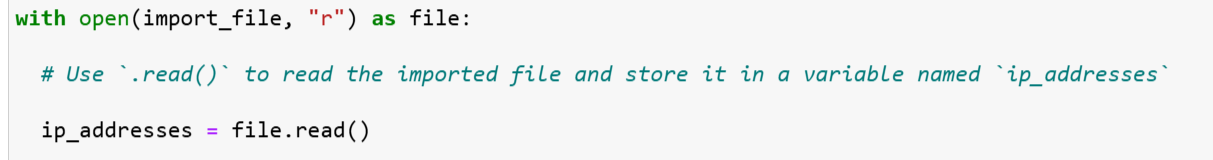 with open(import_file, "r") as file:
# Use `.read()` to read the imported file and store it in a variable named `ip_addresses`
ip_addresses = file.read()